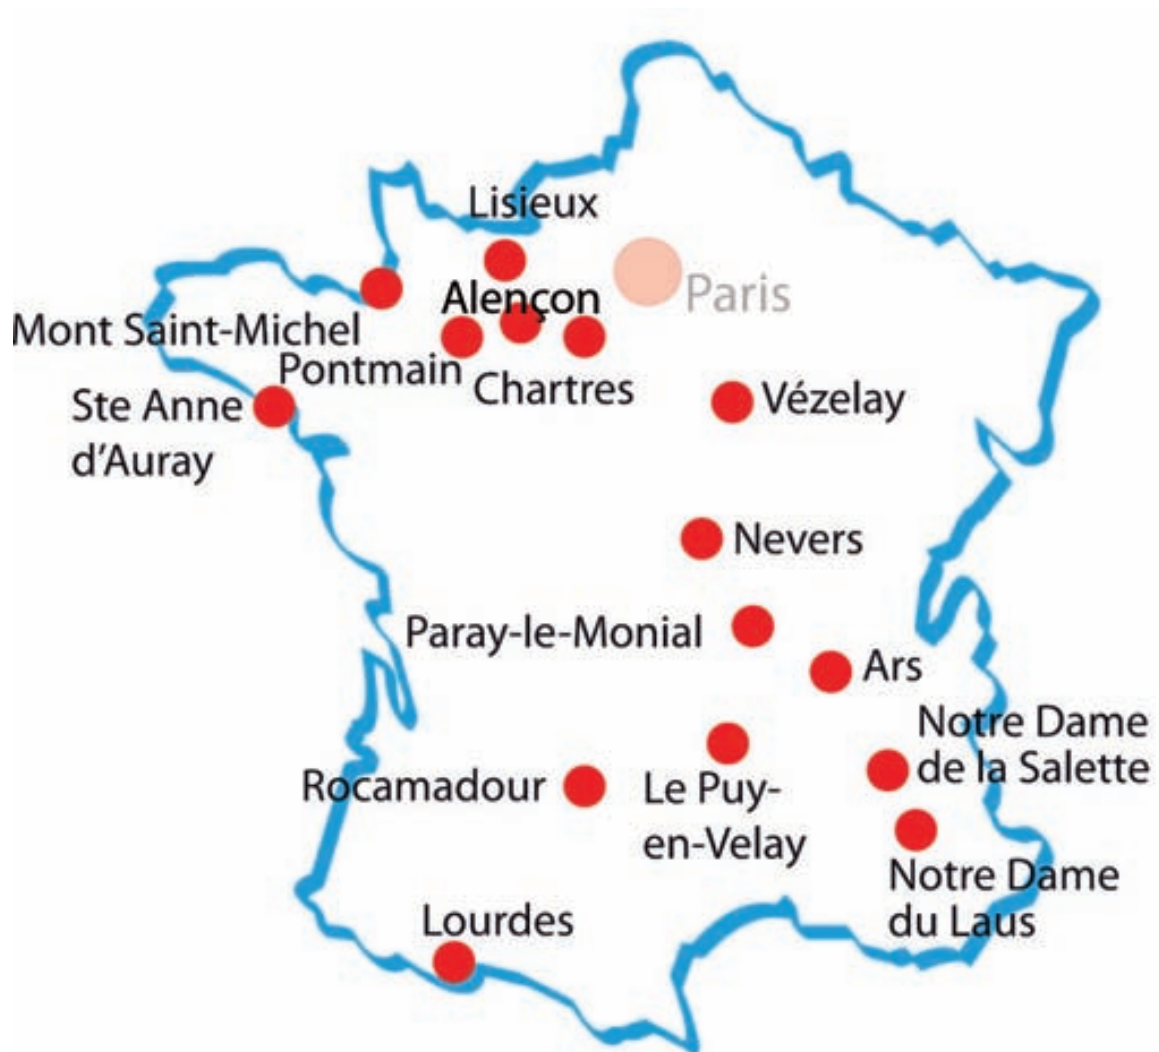 Lisieux
Alençon
Paris
Mont Saint-Michel
Pontmain
Chartres
Ste Anne
d'Auray
Vézelay
Nevers
Paray-le-Monial
Ars
Notre Dame
de la Salette
Rocamadour
Le Puy-
en-Velay
Notre Dame
du Laus
Lourdes